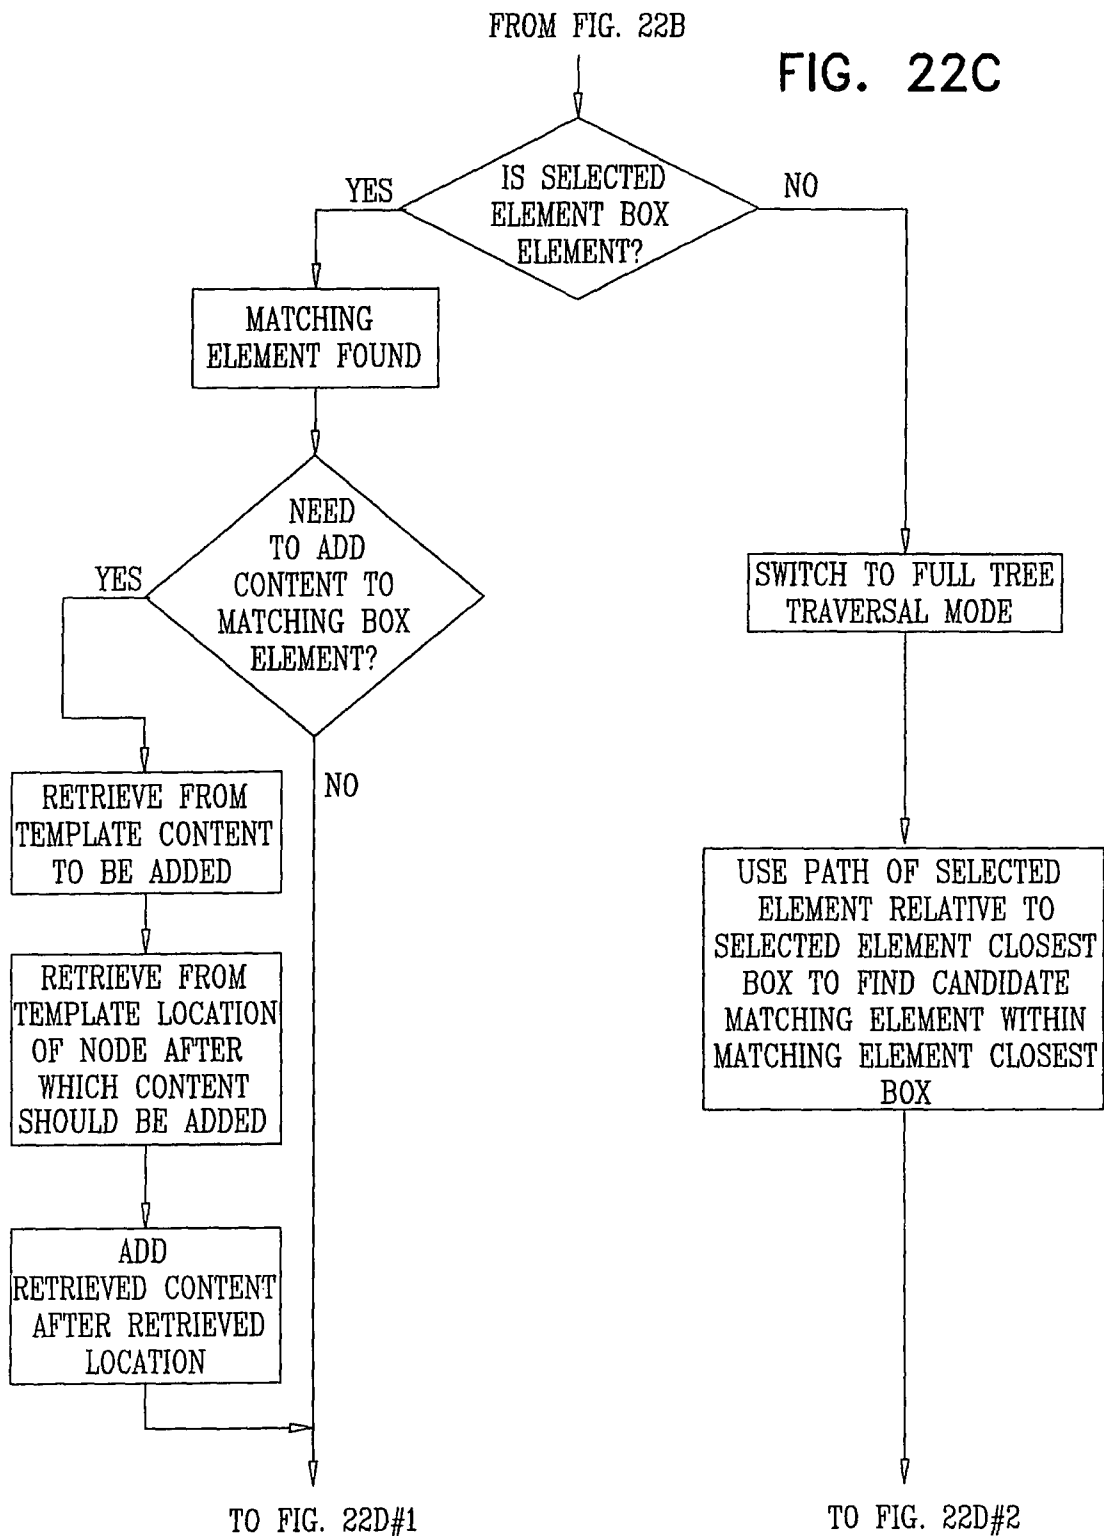 FROM FIG. 22B
FIG. 22C
IS SELECTED
ELEMENT BOX
ELEMENT?
YES
NO
MATCHING
ELEMENT FOUND
NEED
TO ADD
CONTENT TO
MATCHING BOX
ELEMENT?
YES
NO
RETRIEVE FROM
TEMPLATE CONTENT
TO BE ADDED
RETRIEVE FROM
TEMPLATE LOCATION
OF NODE AFTER
WHICH CONTENT
SHOULD BE ADDED
ADD
RETRIEVED CONTENT
AFTER RETRIEVED
LOCATION
TO FIG. 22D#1
SWITCH TO FULL TREE
TRAVERSAL MODE
USE PATH OF SELECTED
ELEMENT RELATIVE TO
SELECTED ELEMENT CLOSEST
BOX TO FIND CANDIDATE
MATCHING ELEMENT WITHIN
MATCHING ELEMENT CLOSEST
BOX
TO FIG. 22D#2